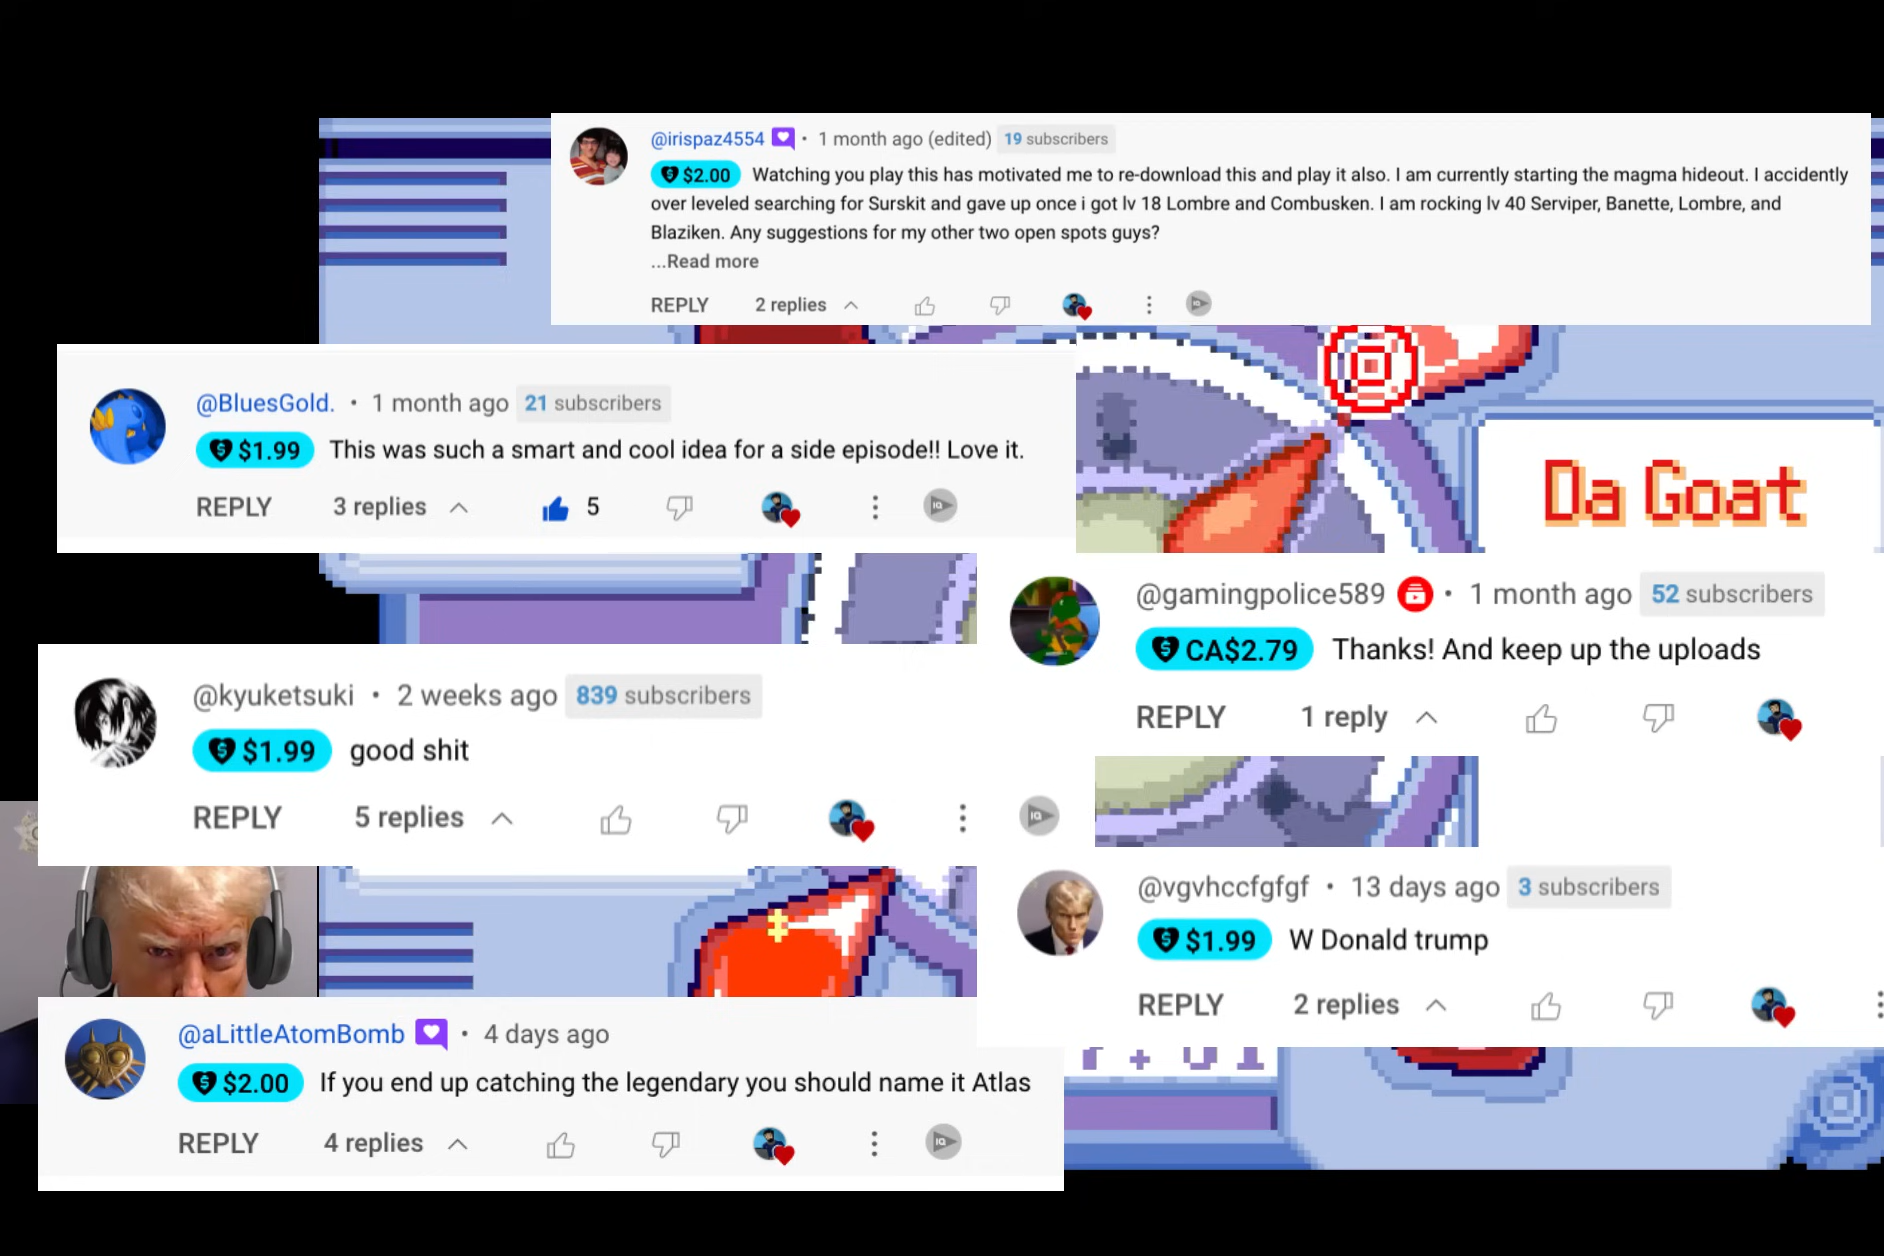 @irispaz4554 • 1 month ago (edited) 19 subscribers
$2.00 Watching you play this has motivated me to re-download this and play it also. I am currently starting the magma hideout. I accidently
over leveled searching for Surskit and gave up once i got lv 18 Lombre and Combusken. I am rocking lv 40 Serviper, Banette, Lombre, and
Blaziken. Any suggestions for my other two open spots guys?
...Read more
REPLY 2 replies
@BluesGold. • 1 month ago 21 subscribers
$1.99 This was such a smart and cool idea for a side episode!! Love it.
REPLY 3 replies 5
Da Goat
@gamingpolice589 • 1 month ago 52 subscribers
CA$2.79 Thanks! And keep up the uploads
REPLY 1 reply
@kyuketsuki • 2 weeks ago 839 subscribers
$1.99 good shit
REPLY 5 replies
@vgvhccfgfgf • 13 days ago 3 subscribers
$1.99 W Donald trump
REPLY 2 replies
@aLittleAtomBomb • 4 days ago
$2.00 If you end up catching the legendary you should name it Atlas
REPLY 4 replies